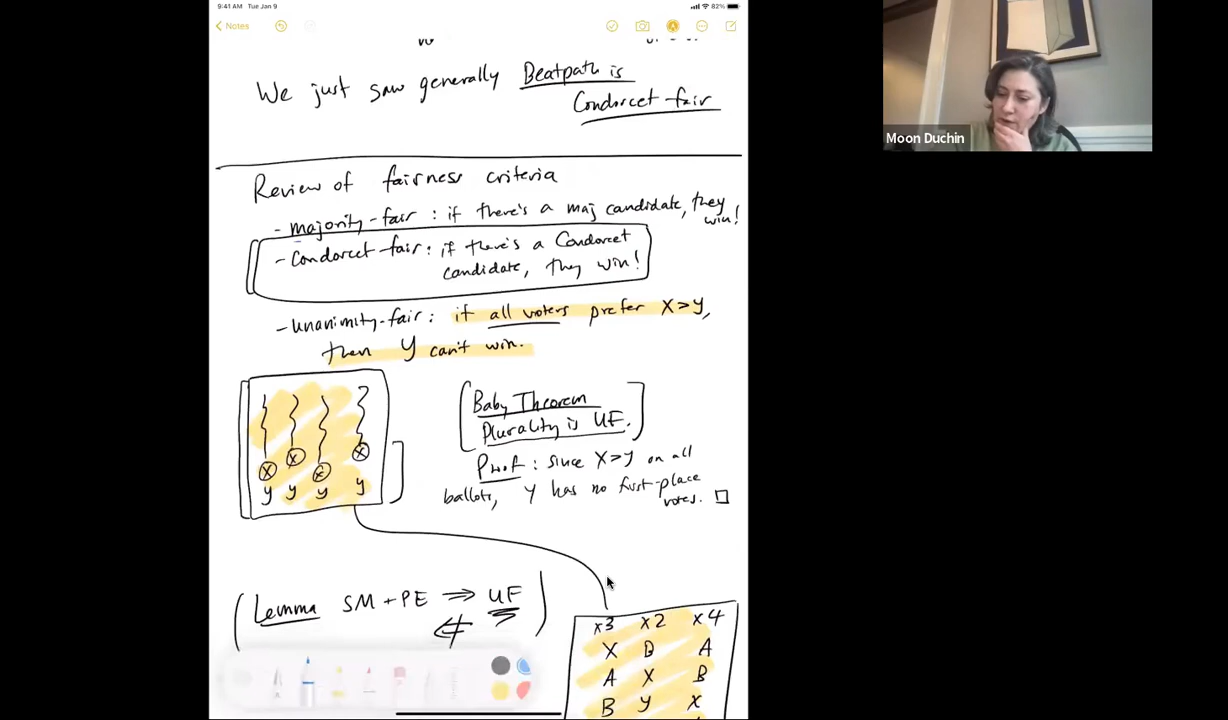 9:41 AM Tue Jan 9
82%
Notes
We just saw generally Beatpath is
Condorcet fair
Review of fairness criteria
- majority-fair : if there's a maj candidate, they
win!
- Condorcet-fair : if there's a Condorcet
candidate, they win!
- unanimity-fair : if all voters prefer X>Y,
then Y can't win.
X X X X
y y y y
Baby Theorem
Plurality is UF.
Proof : since X>Y on all
ballots, Y has no first-place
votes. □
(Lemma SM + PE ⇒ UF)
⇍
x3 x2 x4
X D A
A X B
B Y X
Moon Duchin